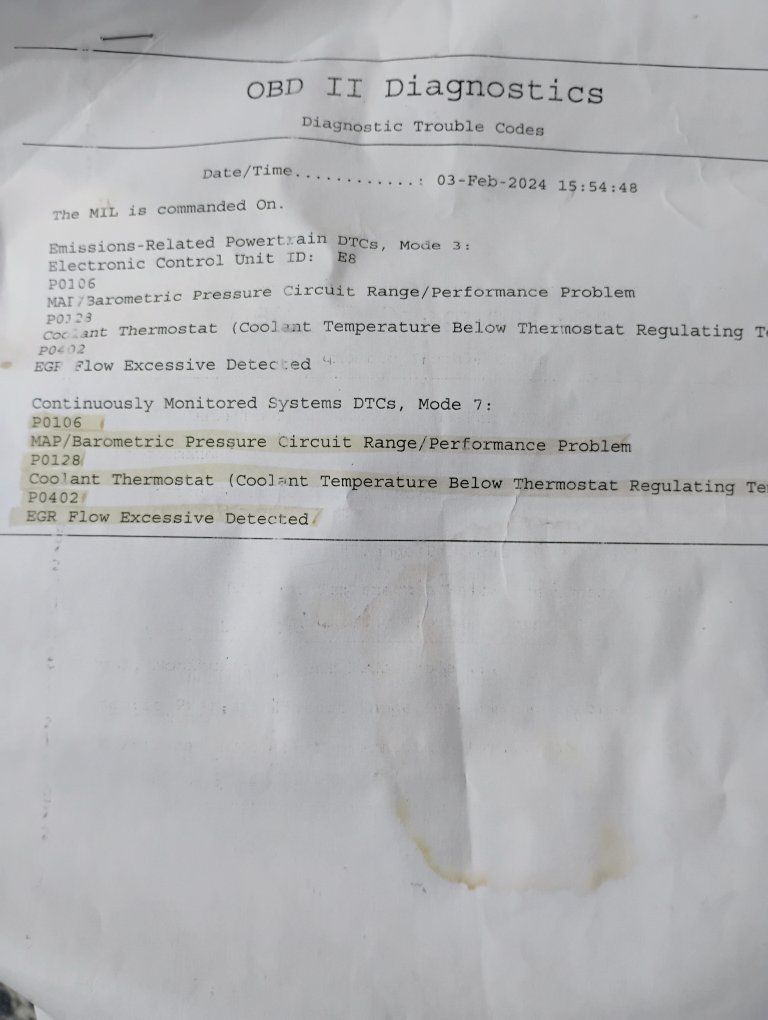 OBD II Diagnostics
Diagnostic Trouble Codes
Date/Time............: 03-Feb-2024 15:54:48
The MIL is commanded On.
Emissions-Related Powertrain DTCs, Mode 3:
Electronic Control Unit ID: E8
P0106
MAP/Barometric Pressure Circuit Range/Performance Problem
P0128
Coolant Thermostat (Coolant Temperature Below Thermostat Regulating Te
P0402
EGR Flow Excessive Detected
Continuously Monitored Systems DTCs, Mode 7:
P0106
MAP/Barometric Pressure Circuit Range/Performance Problem
P0128
Coolant Thermostat (Coolant Temperature Below Thermostat Regulating Te
P0402
EGR Flow Excessive Detected